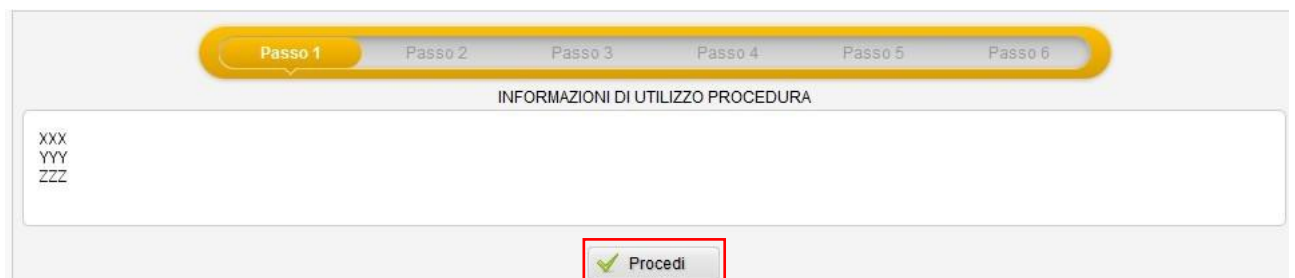 Passo 1 Passo 2 Passo 3 Passo 4 Passo 5 Passo 6
INFORMAZIONI DI UTILIZZO PROCEDURA
XXX
YYY
ZZZ
Procedi